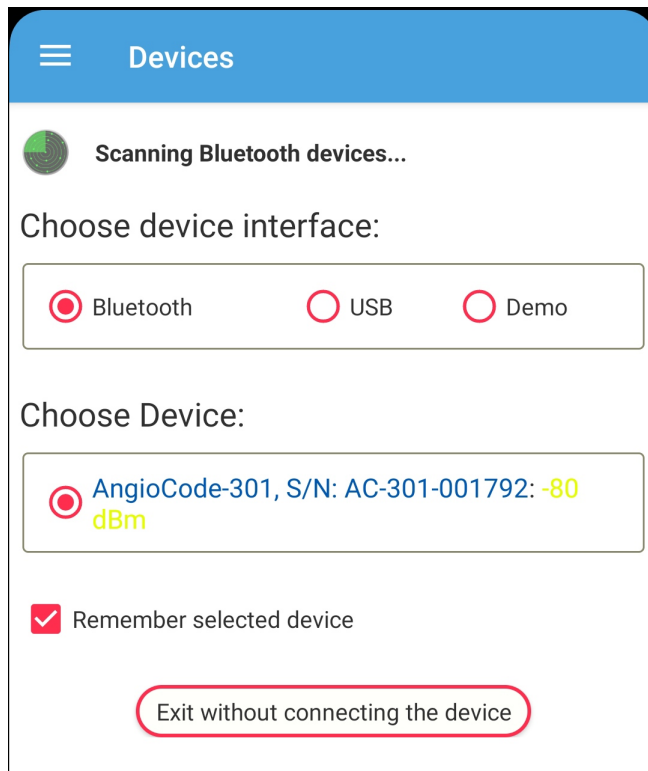 Devices
Scanning Bluetooth devices...
Choose device interface:
Bluetooth USB Demo
Choose Device:
AngioCode-301, S/N: AC-301-001792: -80
dBm
Remember selected device
Exit without connecting the device